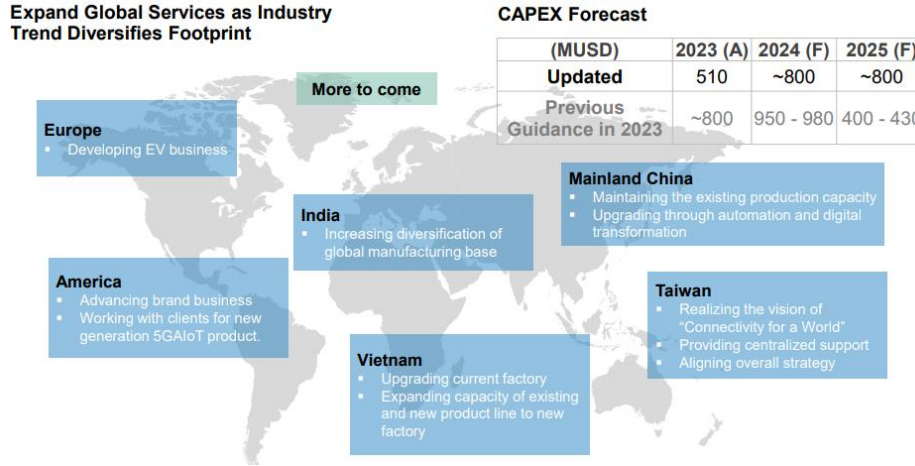 Expand Global Services as Industry
Trend Diversifies Footprint
CAPEX Forecast
(MUSD) 2023 (A) 2024 (F) 2025 (F)
Updated 510 ~800 ~800
Previous
Guidance in 2023 ~800 950 - 980 400 - 430
More to come
Europe
▪ Developing EV business
Mainland China
▪ Maintaining the existing production capacity
▪ Upgrading through automation and digital
transformation
India
▪ Increasing diversification of
global manufacturing base
America
▪ Advancing brand business
▪ Working with clients for new
generation 5GAIoT product.
Taiwan
▪ Realizing the vision of
“Connectivity for a World”
▪ Providing centralized support
▪ Aligning overall strategy
Vietnam
▪ Upgrading current factory
▪ Expanding capacity of existing
and new product line to new
factory